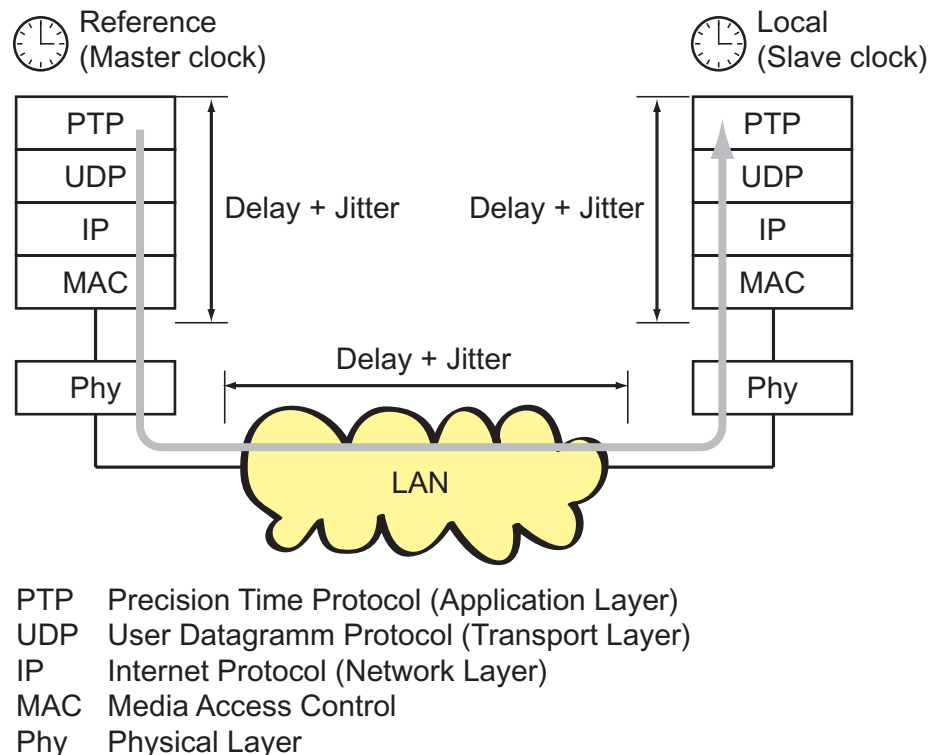 Reference
(Master clock)
Local
(Slave clock)
PTP
UDP
IP
MAC
Phy
Delay + Jitter
Delay + Jitter
PTP
UDP
IP
MAC
Phy
Delay + Jitter
LAN
PTP Precision Time Protocol (Application Layer)
UDP User Datagramm Protocol (Transport Layer)
IP Internet Protocol (Network Layer)
MAC Media Access Control
Phy Physical Layer